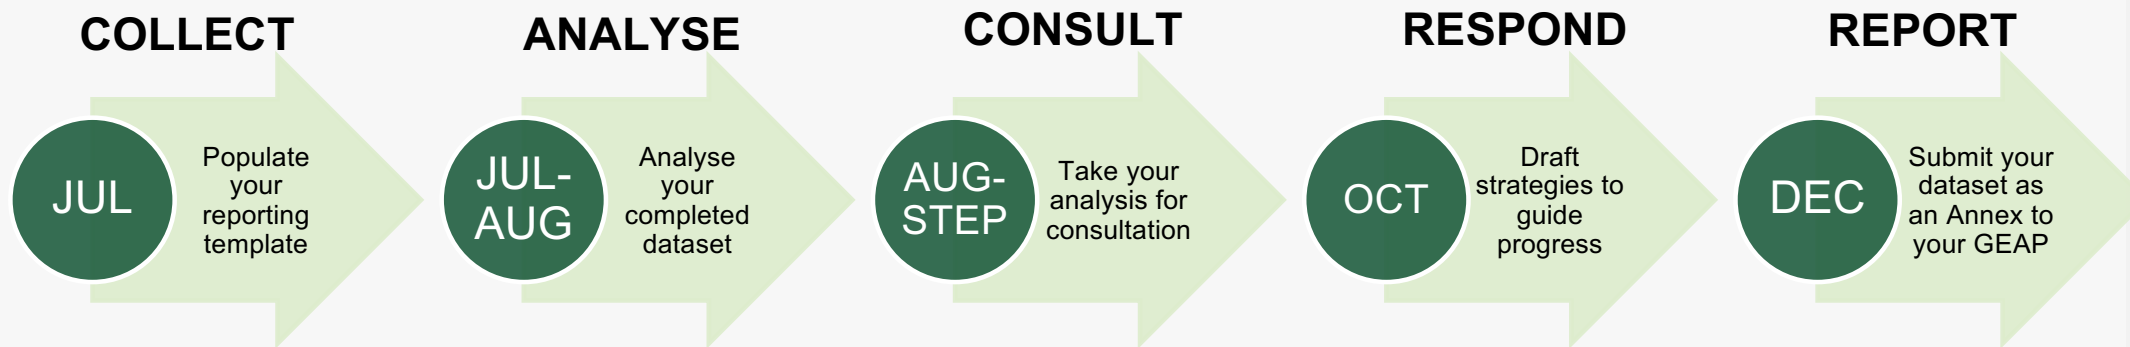 COLLECT
JUL
Populate
your
reporting
template
ANALYSE
JUL-
AUG
Analyse
your
completed
dataset
CONSULT
AUG-
STEP
Take your
analysis for
consultation
RESPOND
OCT
Draft
strategies to
guide
progress
REPORT
DEC
Submit your
dataset as
an Annex to
your GEAP